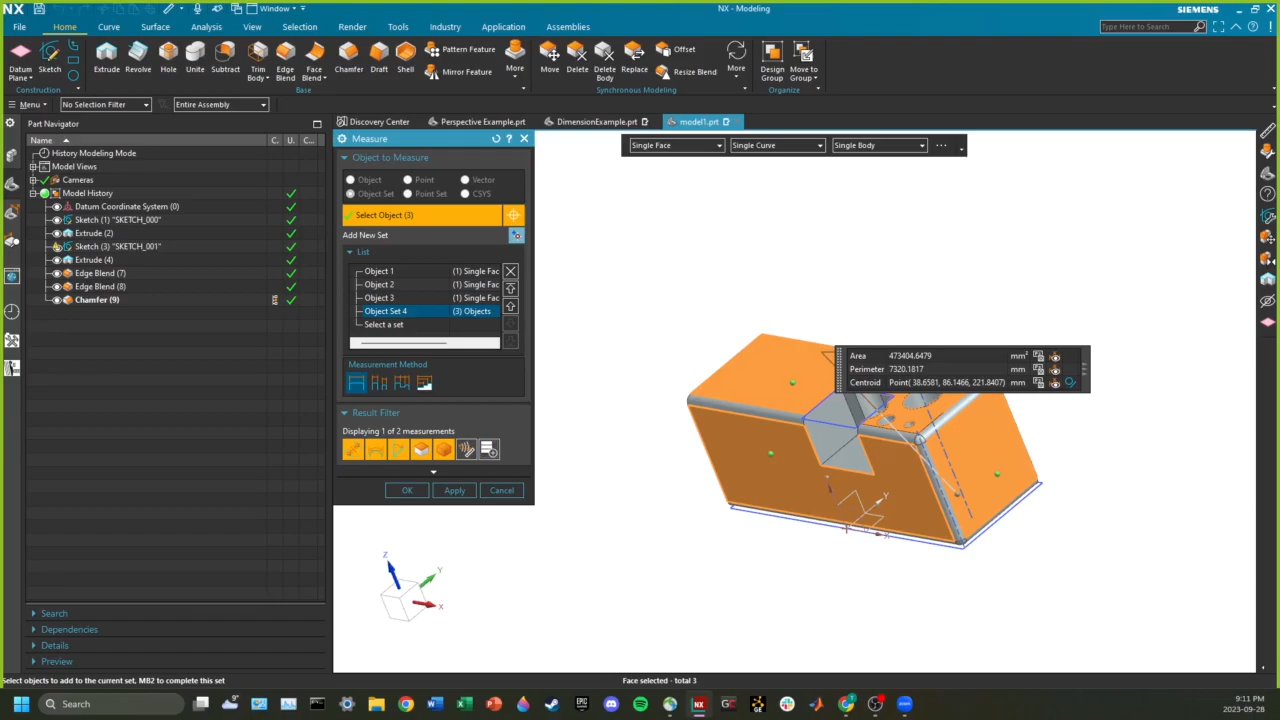 NX
Window
NX - Modeling
SIEMENS
File Home Curve Surface Analysis View Selection Render Tools Industry Application Assemblies
Type Here to Search
Datum Plane
Sketch
Extrude
Revolve
Hole
Unite
Subtract
Trim Body
Edge Blend
Face Blend
Chamfer
Draft
Shell
Pattern Feature
Mirror Feature
More
Move
Delete
Delete Body
Replace
Offset
Resize Blend
More
Design Group
Move to Group
Construction
Base
Synchronous Modeling
Organize
Menu
No Selection Filter
Entire Assembly
Part Navigator
Discovery Center
Perspective Example.prt
DimensionExample.prt
model1.prt
Name
C.
U.
C...
History Modeling Mode
Model Views
Cameras
Model History
Datum Coordinate System (0)
Sketch (1) "SKETCH_000"
Extrude (2)
Sketch (3) "SKETCH_001"
Extrude (4)
Edge Blend (7)
Edge Blend (8)
Chamfer (9)
Search
Dependencies
Details
Preview
Measure
Object to Measure
Object
Point
Vector
Object Set
Point Set
CSYS
Select Object (3)
Add New Set
List
Object 1 (1) Single Fac
Object 2 (1) Single Fac
Object 3 (1) Single Fac
Object Set 4 (3) Objects
Select a set
Measurement Method
Result Filter
Displaying 1 of 2 measurements
OK
Apply
Cancel
Single Face
Single Curve
Single Body
Area 473404.6479 mm²
Perimeter 7320.1817 mm
Centroid Point( 38.6581, 86.1466, 221.8407) mm
Y
X
Z
Y
X
Select objects to add to the current set, MB2 to complete this set
Face selected - total 3
Search
NX
GC
9:11 PM
2023-09-28